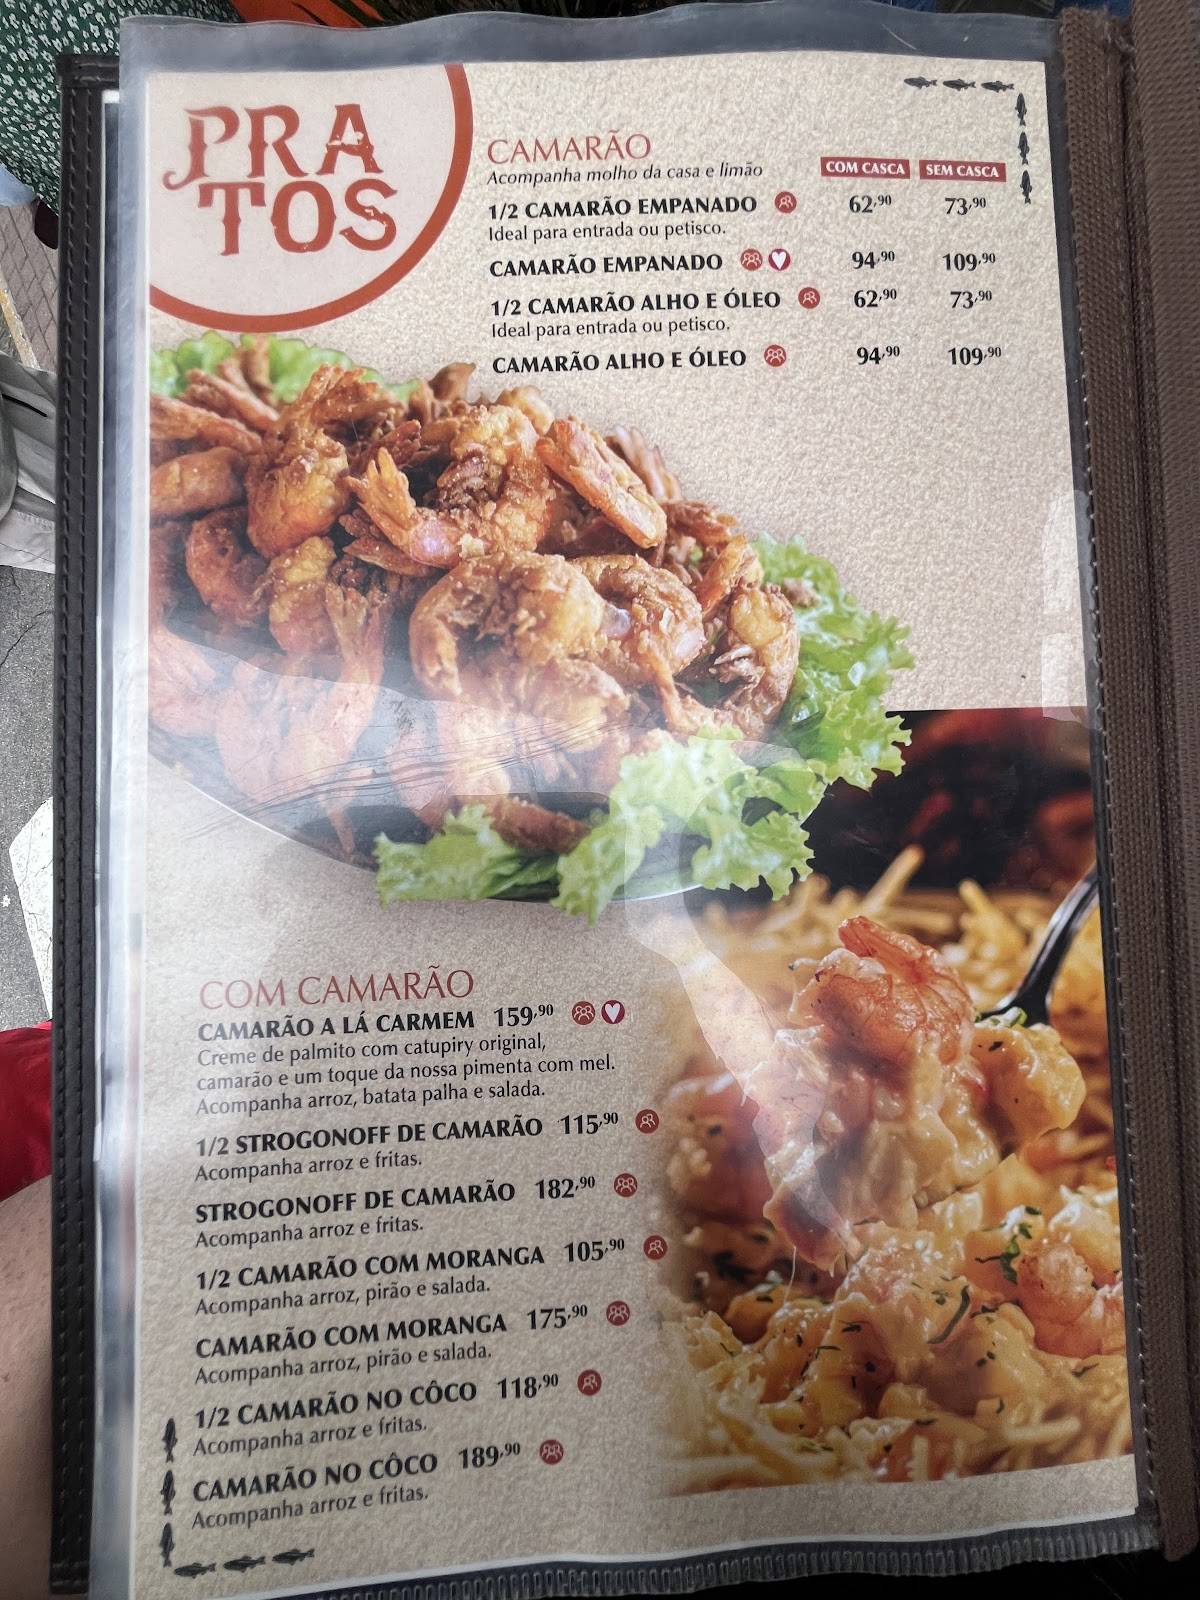 PRA
TOS
CAMARÃO
Acompanha molho da casa e limão
COM CASCA SEM CASCA
1/2 CAMARÃO EMPANADO 62,90 73,90
Ideal para entrada ou petisco.
CAMARÃO EMPANADO 94,90 109,90
1/2 CAMARÃO ALHO E ÓLEO 62,90 73,90
Ideal para entrada ou petisco.
CAMARÃO ALHO E ÓLEO 94,90 109,90
COM CAMARÃO
CAMARÃO A LÁ CARMEM 159,90
Creme de palmito com catupiry original,
camarão e um toque da nossa pimenta com mel.
Acompanha arroz, batata palha e salada.
1/2 STROGONOFF DE CAMARÃO 115,90
Acompanha arroz e fritas.
STROGONOFF DE CAMARÃO 182,90
Acompanha arroz e fritas.
1/2 CAMARÃO COM MORANGA 105,90
Acompanha arroz, pirão e salada.
CAMARÃO COM MORANGA 175,90
Acompanha arroz, pirão e salada.
1/2 CAMARÃO NO CÔCO 118,90
Acompanha arroz e fritas.
CAMARÃO NO CÔCO 189,90
Acompanha arroz e fritas.